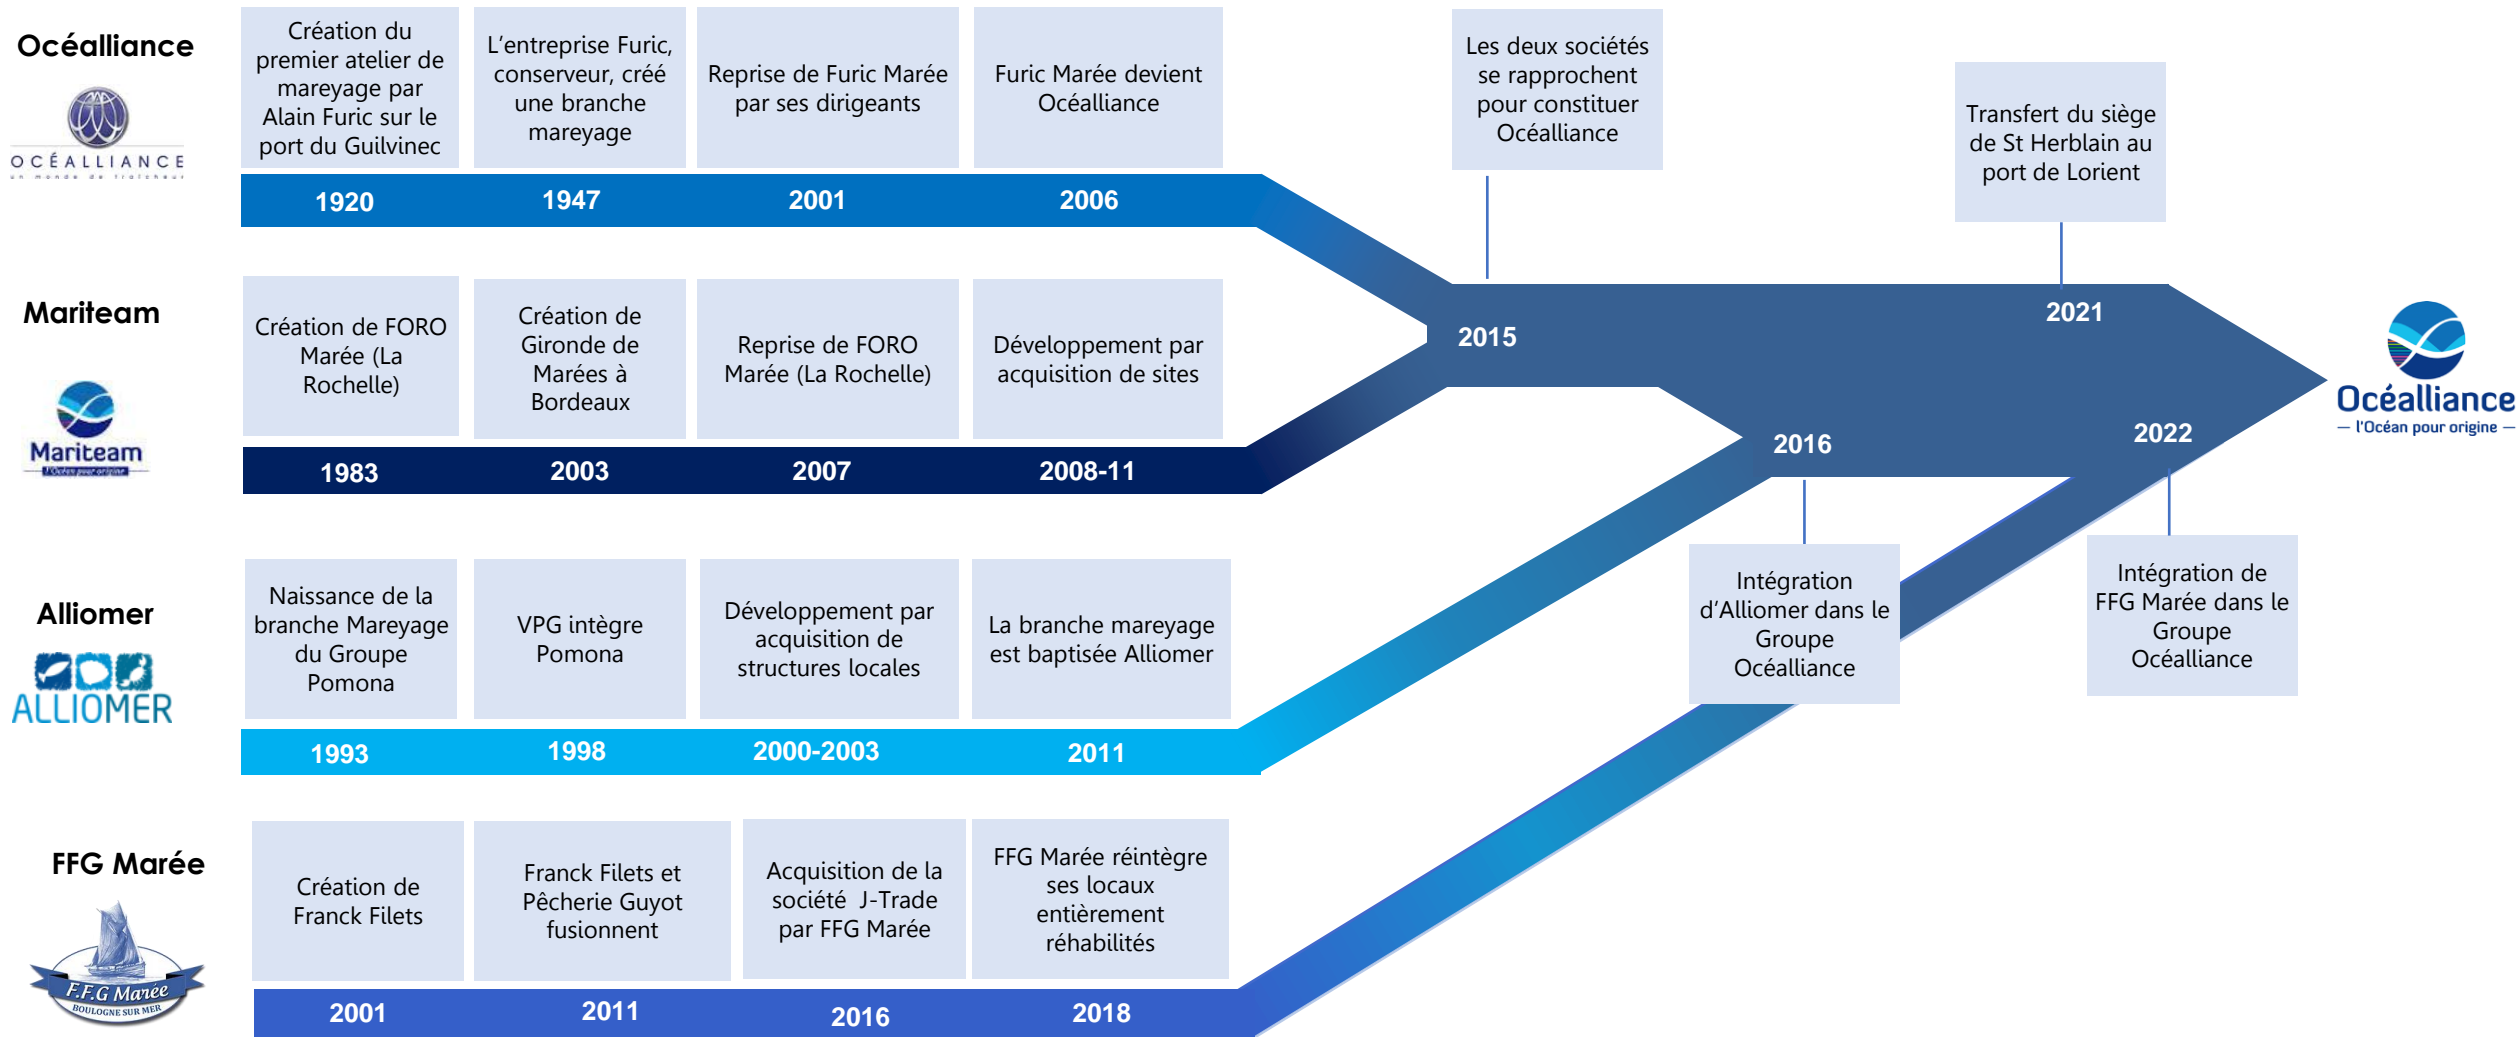 Océalliance
OCÉALLIANCE
un monde de fraîcheur
Création du
premier atelier de
mareyage par
Alain Furic sur le
port du Guilvinec
L'entreprise Furic,
conserveur, créé
une branche
mareyage
Reprise de Furic Marée
par ses dirigeants
Furic Marée devient
Océalliance
1920
1947
2001
2006
Les deux sociétés
se rapprochent
pour constituer
Océalliance
Transfert du siège
de St Herblain au
port de Lorient
Mariteam
Mariteam
l'Océan pour origine
Création de FORO
Marée (La
Rochelle)
Création de
Gironde de
Marées à
Bordeaux
Reprise de FORO
Marée (La Rochelle)
Développement par
acquisition de sites
1983
2003
2007
2008-11
2015
2021
2016
2022
Océalliance
– l'Océan pour origine –
Intégration
d'Alliomer dans le
Groupe
Océalliance
Intégration de
FFG Marée dans le
Groupe
Océalliance
Alliomer
ALLIOMER
Naissance de la
branche Mareyage
du Groupe
Pomona
VPG intègre
Pomona
Développement par
acquisition de
structures locales
La branche mareyage
est baptisée Alliomer
1993
1998
2000-2003
2011
FFG Marée
F.F.G Marée
BOULOGNE SUR MER
Création de
Franck Filets
Franck Filets et
Pêcherie Guyot
fusionnent
Acquisition de la
société J-Trade
par FFG Marée
FFG Marée réintègre
ses locaux
entièrement
réhabilités
2001
2011
2016
2018